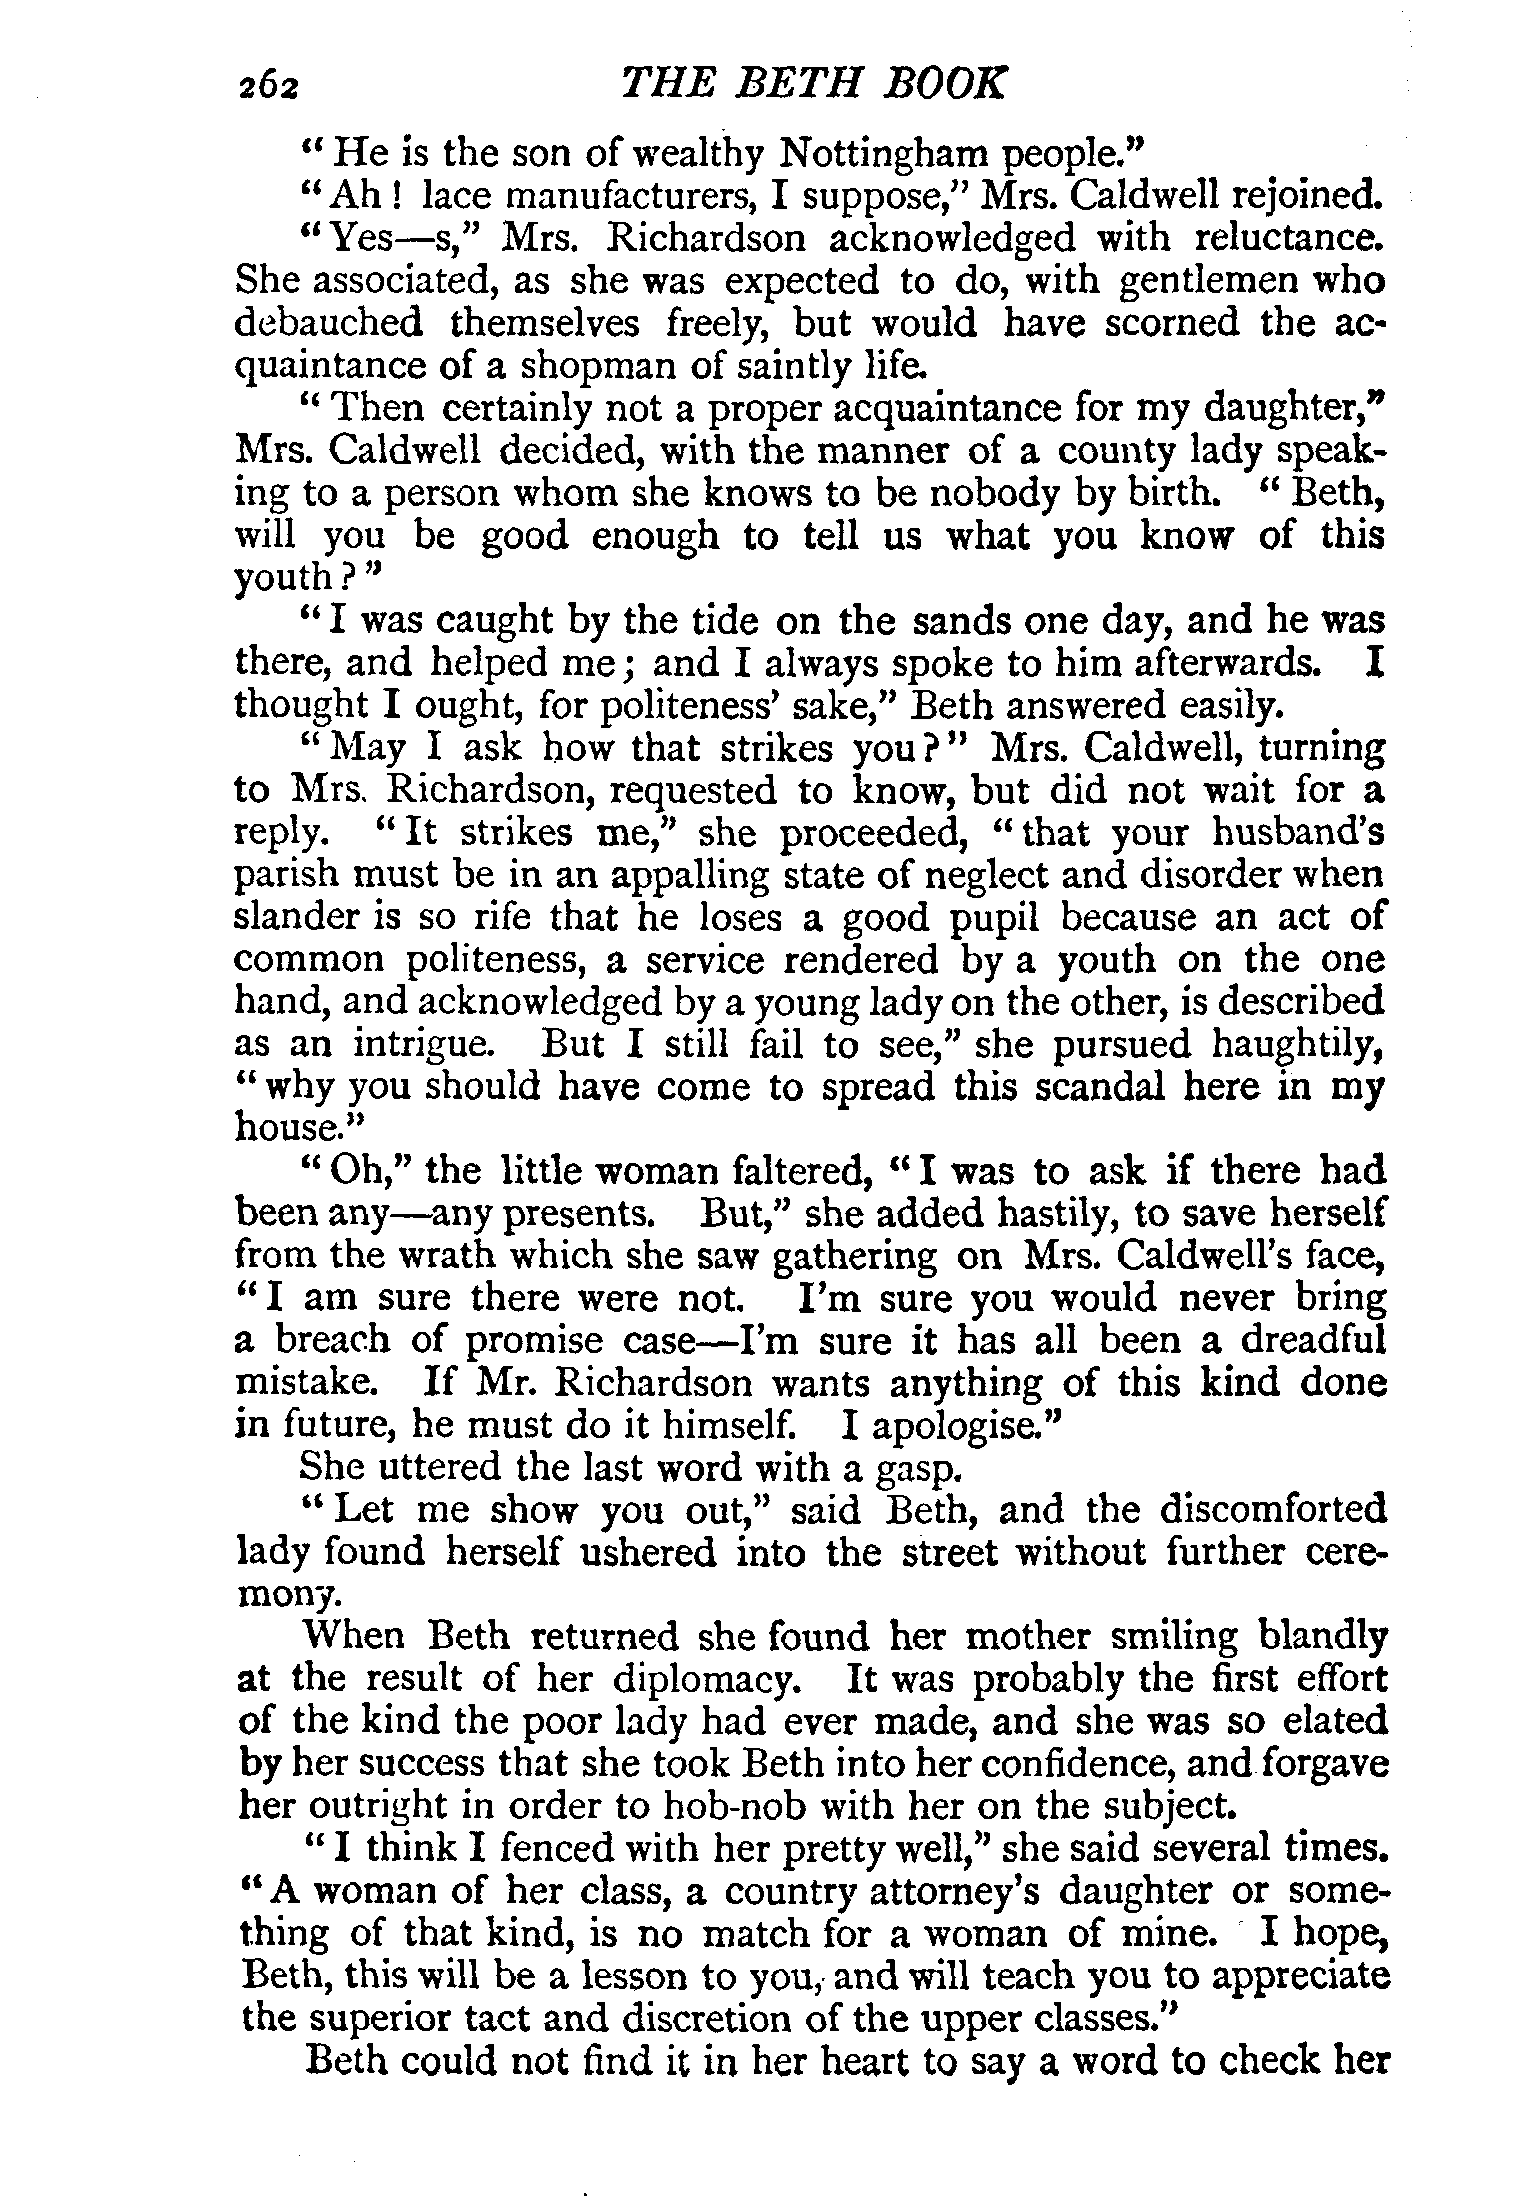 262 THE BETH BOOK
“ He is the son of wealthy Nottingham people.”
“ Ah ! lace manufacturers, I suppose,” Mrs. Caldwell rejoined.
“ Yes—s,” Mrs. Richardson acknowledged with reluctance.
She associated, as she was expected to do, with gentlemen who
debauched themselves freely, but would have scorned the ac-
quaintance of a shopman of saintly life.
“ Then certainly not a proper acquaintance for my daughter,”
Mrs. Caldwell decided, with the manner of a county lady speak-
ing to a person whom she knows to be nobody by birth. “ Beth,
will you be good enough to tell us what you know of this
youth ? ”
“ I was caught by the tide on the sands one day, and he was
there, and helped me ; and I always spoke to him afterwards. I
thought I ought, for politeness’ sake,” Beth answered easily.
“ May I ask how that strikes you ? ” Mrs. Caldwell, turning
to Mrs. Richardson, requested to know, but did not wait for a
reply. “ It strikes me,” she proceeded, “ that your husband’s
parish must be in an appalling state of neglect and disorder when
slander is so rife that he loses a good pupil because an act of
common politeness, a service rendered by a youth on the one
hand, and acknowledged by a young lady on the other, is described
as an intrigue. But I still fail to see,” she pursued haughtily,
“ why you should have come to spread this scandal here in my
house.”
“ Oh,” the little woman faltered, “ I was to ask if there had
been any—any presents. But,” she added hastily, to save herself
from the wrath which she saw gathering on Mrs. Caldwell’s face,
“ I am sure there were not. I’m sure you would never bring
a breach of promise case—I’m sure it has all been a dreadful
mistake. If Mr. Richardson wants anything of this kind done
in future, he must do it himself. I apologise.”
She uttered the last word with a gasp.
“ Let me show you out,” said Beth, and the discomforted
lady found herself ushered into the street without further cere-
mony.
When Beth returned she found her mother smiling blandly
at the result of her diplomacy. It was probably the first effort
of the kind the poor lady had ever made, and she was so elated
by her success that she took Beth into her confidence, and forgave
her outright in order to hob-nob with her on the subject.
“ I think I fenced with her pretty well,” she said several times.
“ A woman of her class, a country attorney’s daughter or some-
thing of that kind, is no match for a woman of mine. I hope,
Beth, this will be a lesson to you, and will teach you to appreciate
the superior tact and discretion of the upper classes.”
Beth could not find it in her heart to say a word to check her